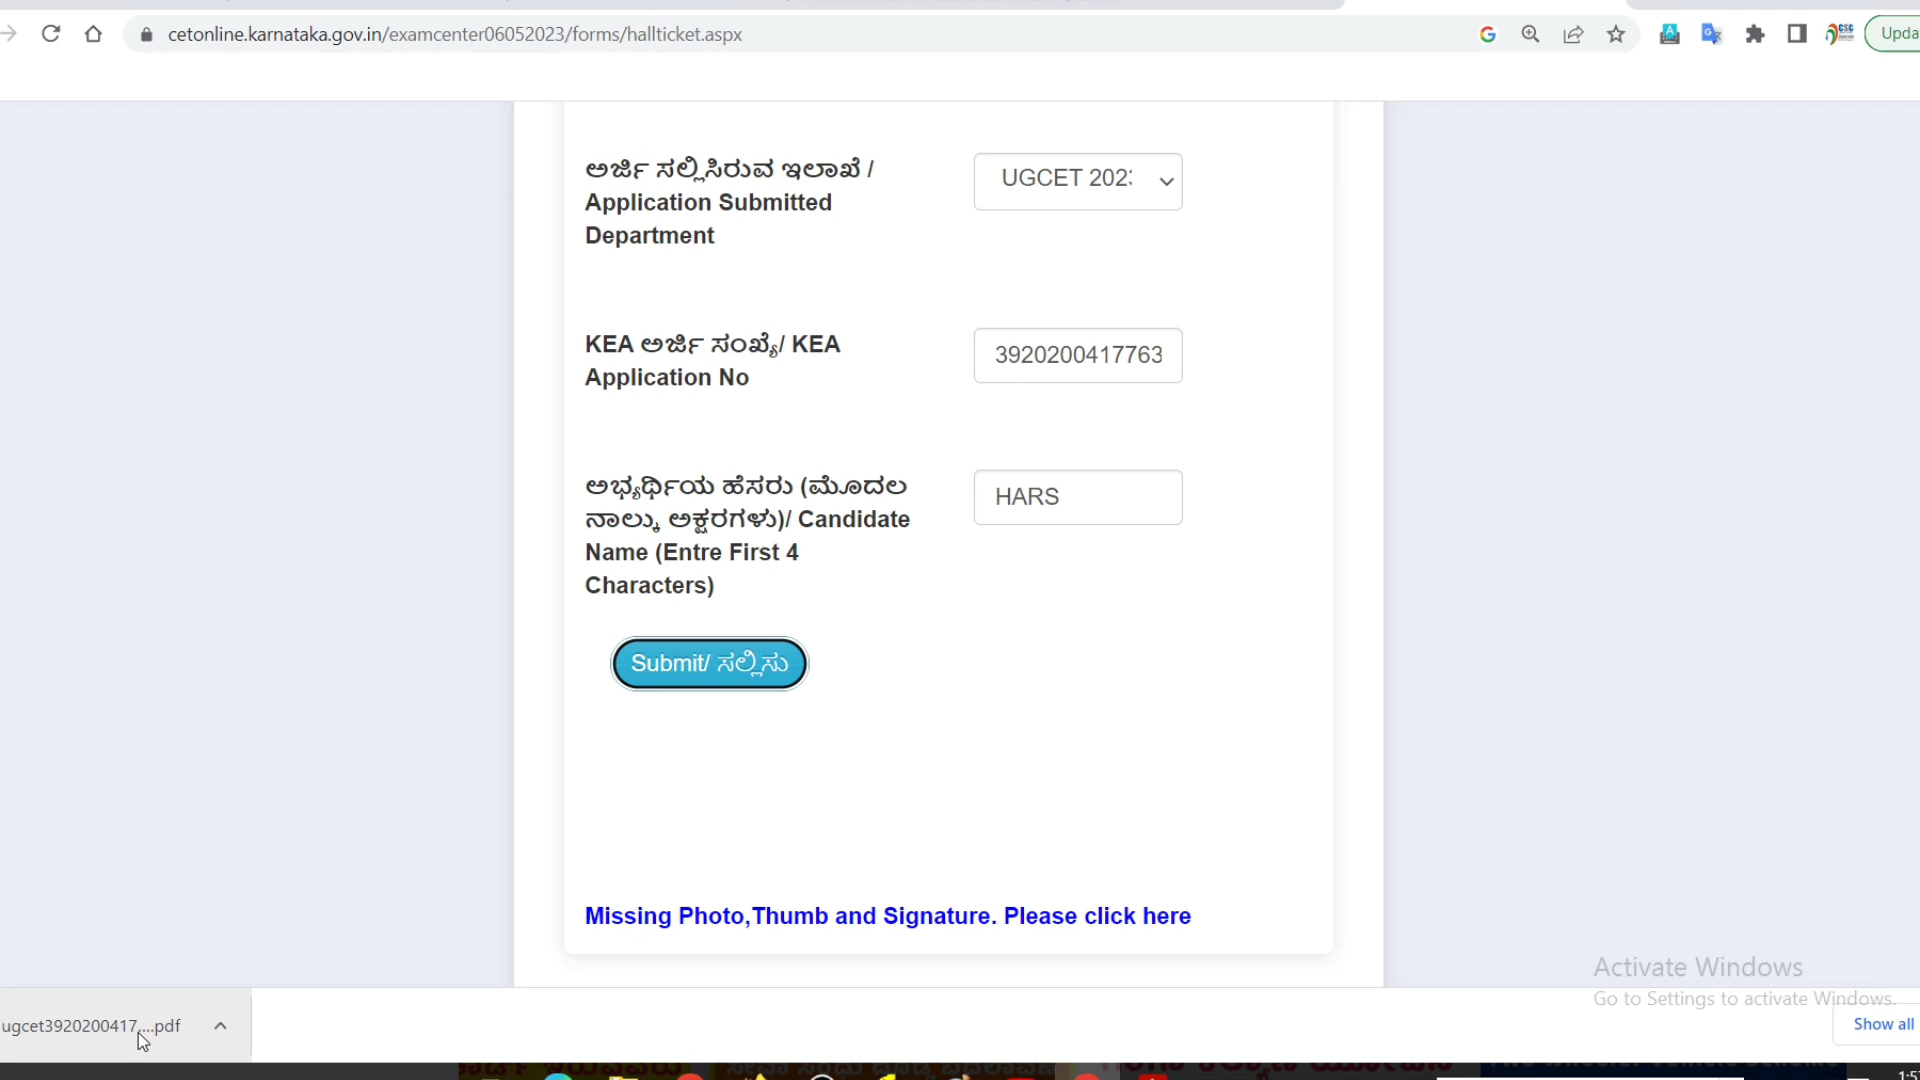 cetonline.karnataka.gov.in/examcenter06052023/forms/hallticket.aspx
ಅರ್ಜಿ ಸಲ್ಲಿಸಿರುವ ಇಲಾಖೆ /
Application Submitted
Department
UGCET 202
KEA ಅರ್ಜಿ ಸಂಖ್ಯೆ/ KEA
Application No
3920200417763
ಅಭ್ಯರ್ಥಿಯ ಹೆಸರು (ಮೊದಲ
ನಾಲ್ಕು ಅಕ್ಷರಗಳು)/ Candidate
Name (Entre First 4
Characters)
HARS
Submit/ ಸಲ್ಲಿಸು
Missing Photo,Thumb and Signature. Please click here
Activate Windows
Go to Settings to activate Windows.
ugcet3920200417....pdf
Show all